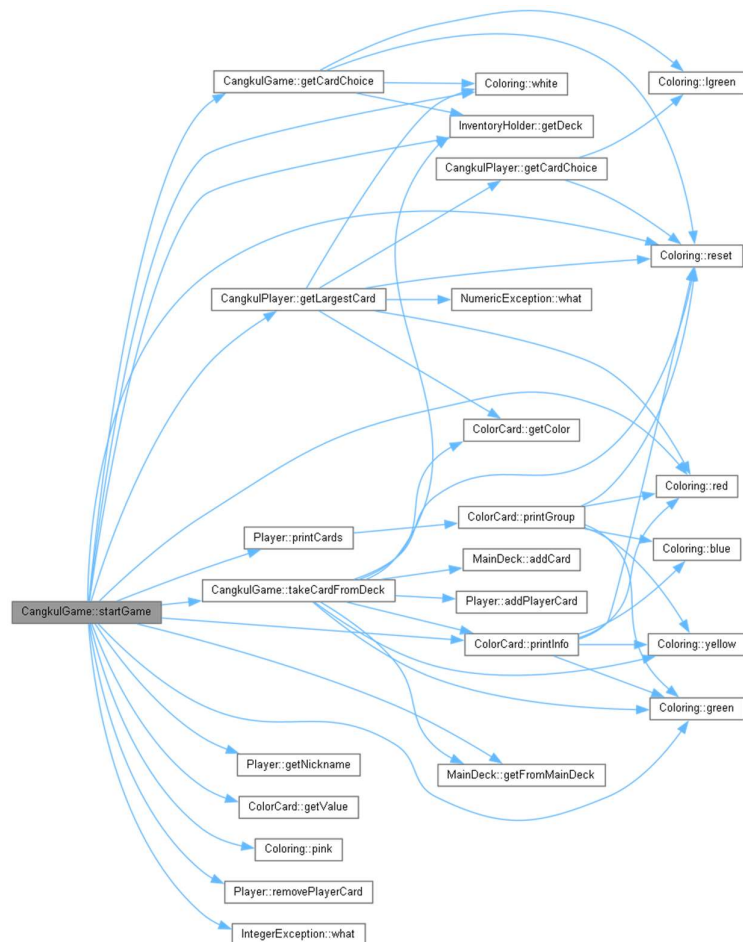 CangkulGame::getCardChoice
Coloring::white
Coloring::lgreen
InventoryHolder::getDeck
CangkulPlayer::getCardChoice
Coloring::reset
CangkulPlayer::getLargestCard
NumericException::what
ColorCard::getColor
Coloring::red
ColorCard::printGroup
Player::printCards
Coloring::blue
MainDeck::addCard
CangkulGame::takeCardFromDeck
Player::addPlayerCard
CangkulGame::startGame
ColorCard::printInfo
Coloring::yellow
Coloring::green
Player::getNickname
MainDeck::getFromMainDeck
ColorCard::getValue
Coloring::pink
Player::removePlayerCard
IntegerException::what